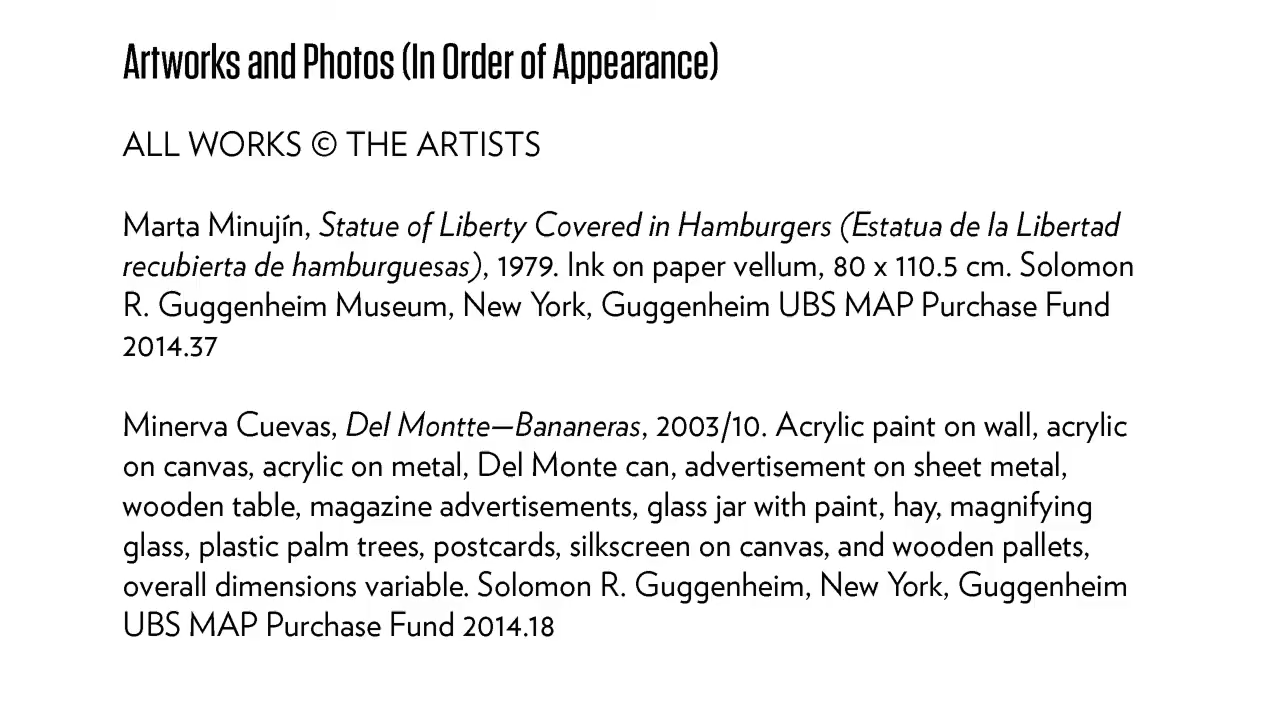 Artworks and Photos (In Order of Appearance)
ALL WORKS © THE ARTISTS
Marta Minujín, Statue of Liberty Covered in Hamburgers (Estatua de la Libertad
recubierta de hamburguesas), 1979. Ink on paper vellum, 80 x 110.5 cm. Solomon
R. Guggenheim Museum, New York, Guggenheim UBS MAP Purchase Fund
2014.37
Minerva Cuevas, Del Montte—Bananeras, 2003/10. Acrylic paint on wall, acrylic
on canvas, acrylic on metal, Del Monte can, advertisement on sheet metal,
wooden table, magazine advertisements, glass jar with paint, hay, magnifying
glass, plastic palm trees, postcards, silkscreen on canvas, and wooden pallets,
overall dimensions variable. Solomon R. Guggenheim, New York, Guggenheim
UBS MAP Purchase Fund 2014.18